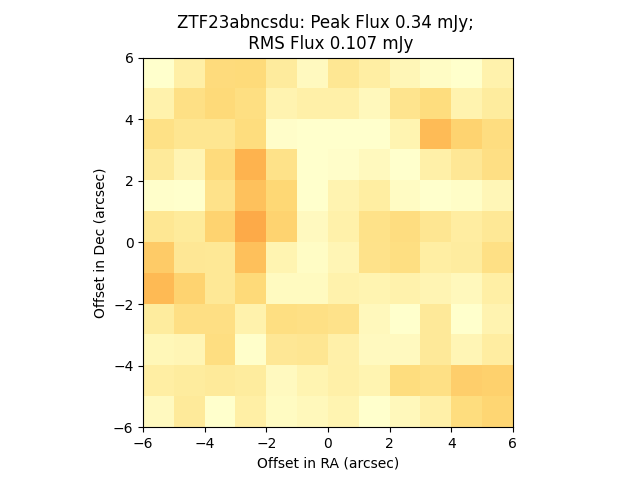 ZTF23abncsdu: Peak Flux 0.34 mJy;
RMS Flux 0.107 mJy
6
4
2
0
−2
−4
−6
Offset in Dec (arcsec)
−6 −4 −2 0 2 4 6
Offset in RA (arcsec)